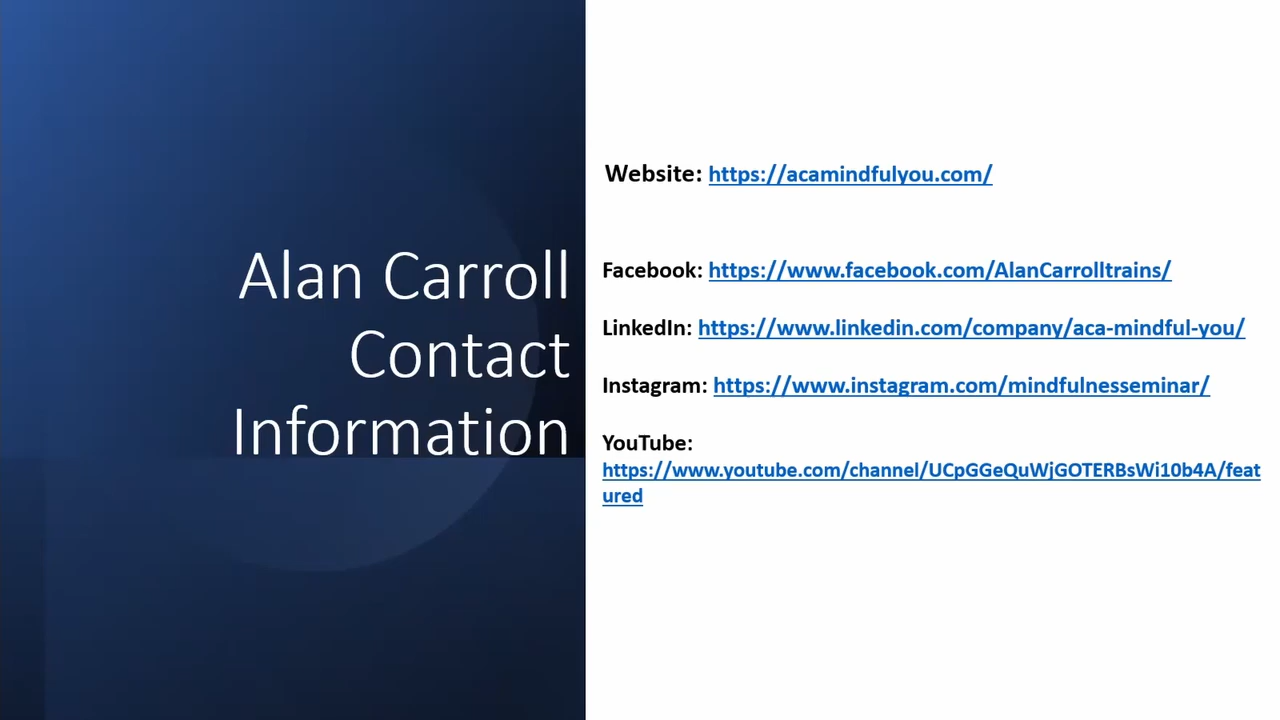 Alan Carroll
Contact
Information
Website: https://acamindfulyou.com/
Facebook: https://www.facebook.com/AlanCarrolltrains/
LinkedIn: https://www.linkedin.com/company/aca-mindful-you/
Instagram: https://www.instagram.com/mindfulnesseminar/
YouTube:
https://www.youtube.com/channel/UCpGGeQuWjGOTERBsWi10b4A/feat
ured